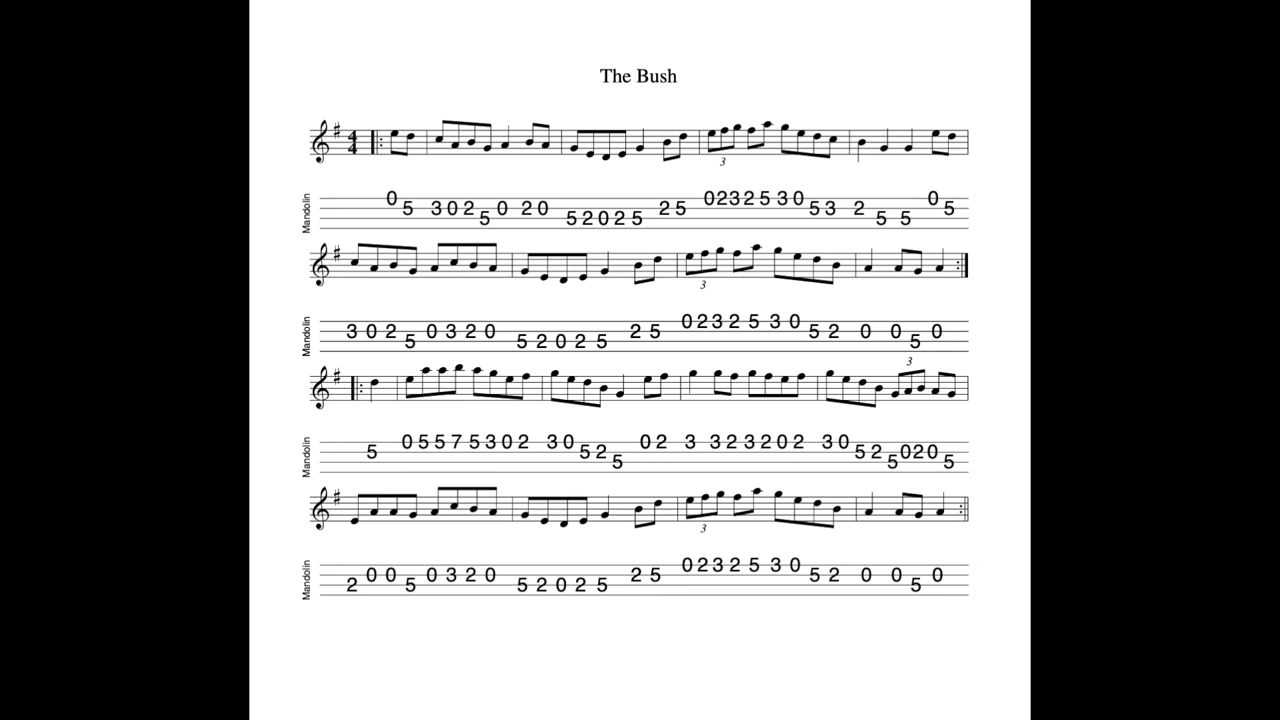 The Bush
4
4
3
Mandolin
0 5 3 0 2 5 0 2 0 5 2 0 2 5 2 5 0 2 3 2 5 3 0 5 3 2 5 5 0 5
3
Mandolin
3 0 2 5 0 3 2 0 5 2 0 2 5 2 5 0 2 3 2 5 3 0 5 2 0 0 5 0
3
Mandolin
5 0 5 5 7 5 3 0 2 3 0 5 2 5 0 2 3 3 2 3 2 0 2 3 0 5 2 5 0 2 0 5
3
Mandolin
2 0 0 5 0 3 2 0 5 2 0 2 5 2 5 0 2 3 2 5 3 0 5 2 0 0 5 0